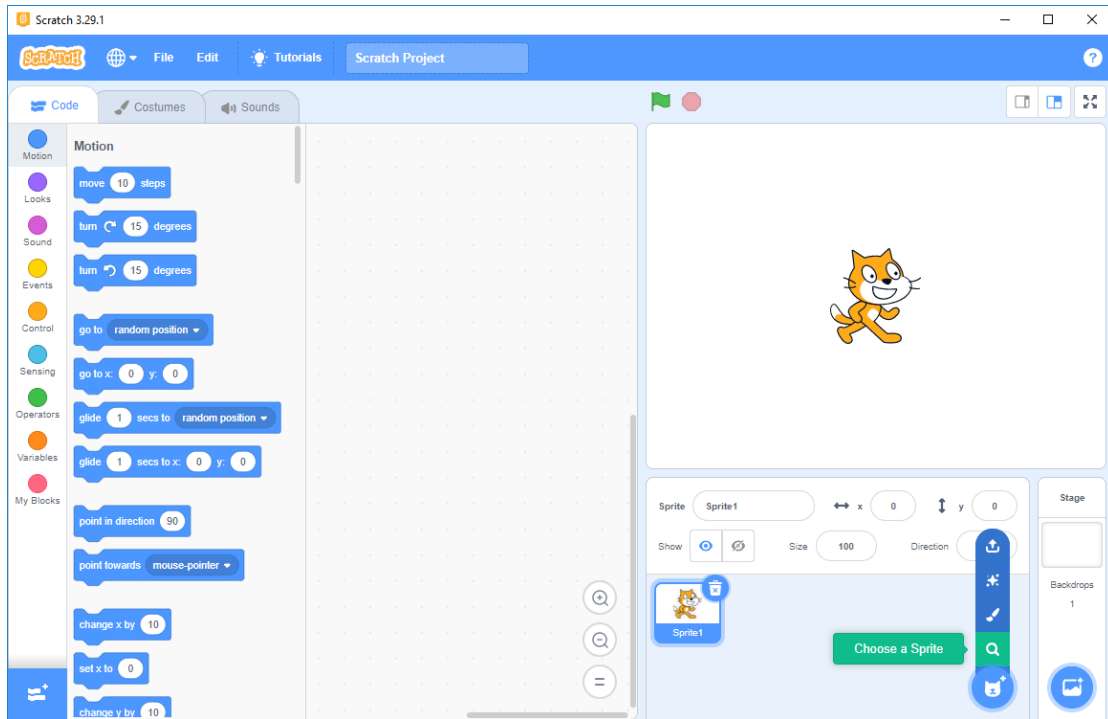 Scratch 3.29.1
SCRATCH File Edit Tutorials Scratch Project ?
Code Costumes Sounds
Motion
Looks
Sound
Events
Control
Sensing
Operators
Variables
My Blocks
Motion
move 10 steps
turn 15 degrees
turn 15 degrees
go to random position
go to x: 0 y: 0
glide 1 secs to random position
glide 1 secs to x: 0 y: 0
point in direction 90
point towards mouse-pointer
change x by 10
set x to 0
change y by 10
Sprite Sprite1 x 0 y 0
Show Size 100 Direction
Sprite1
Choose a Sprite
Stage
Backdrops
1